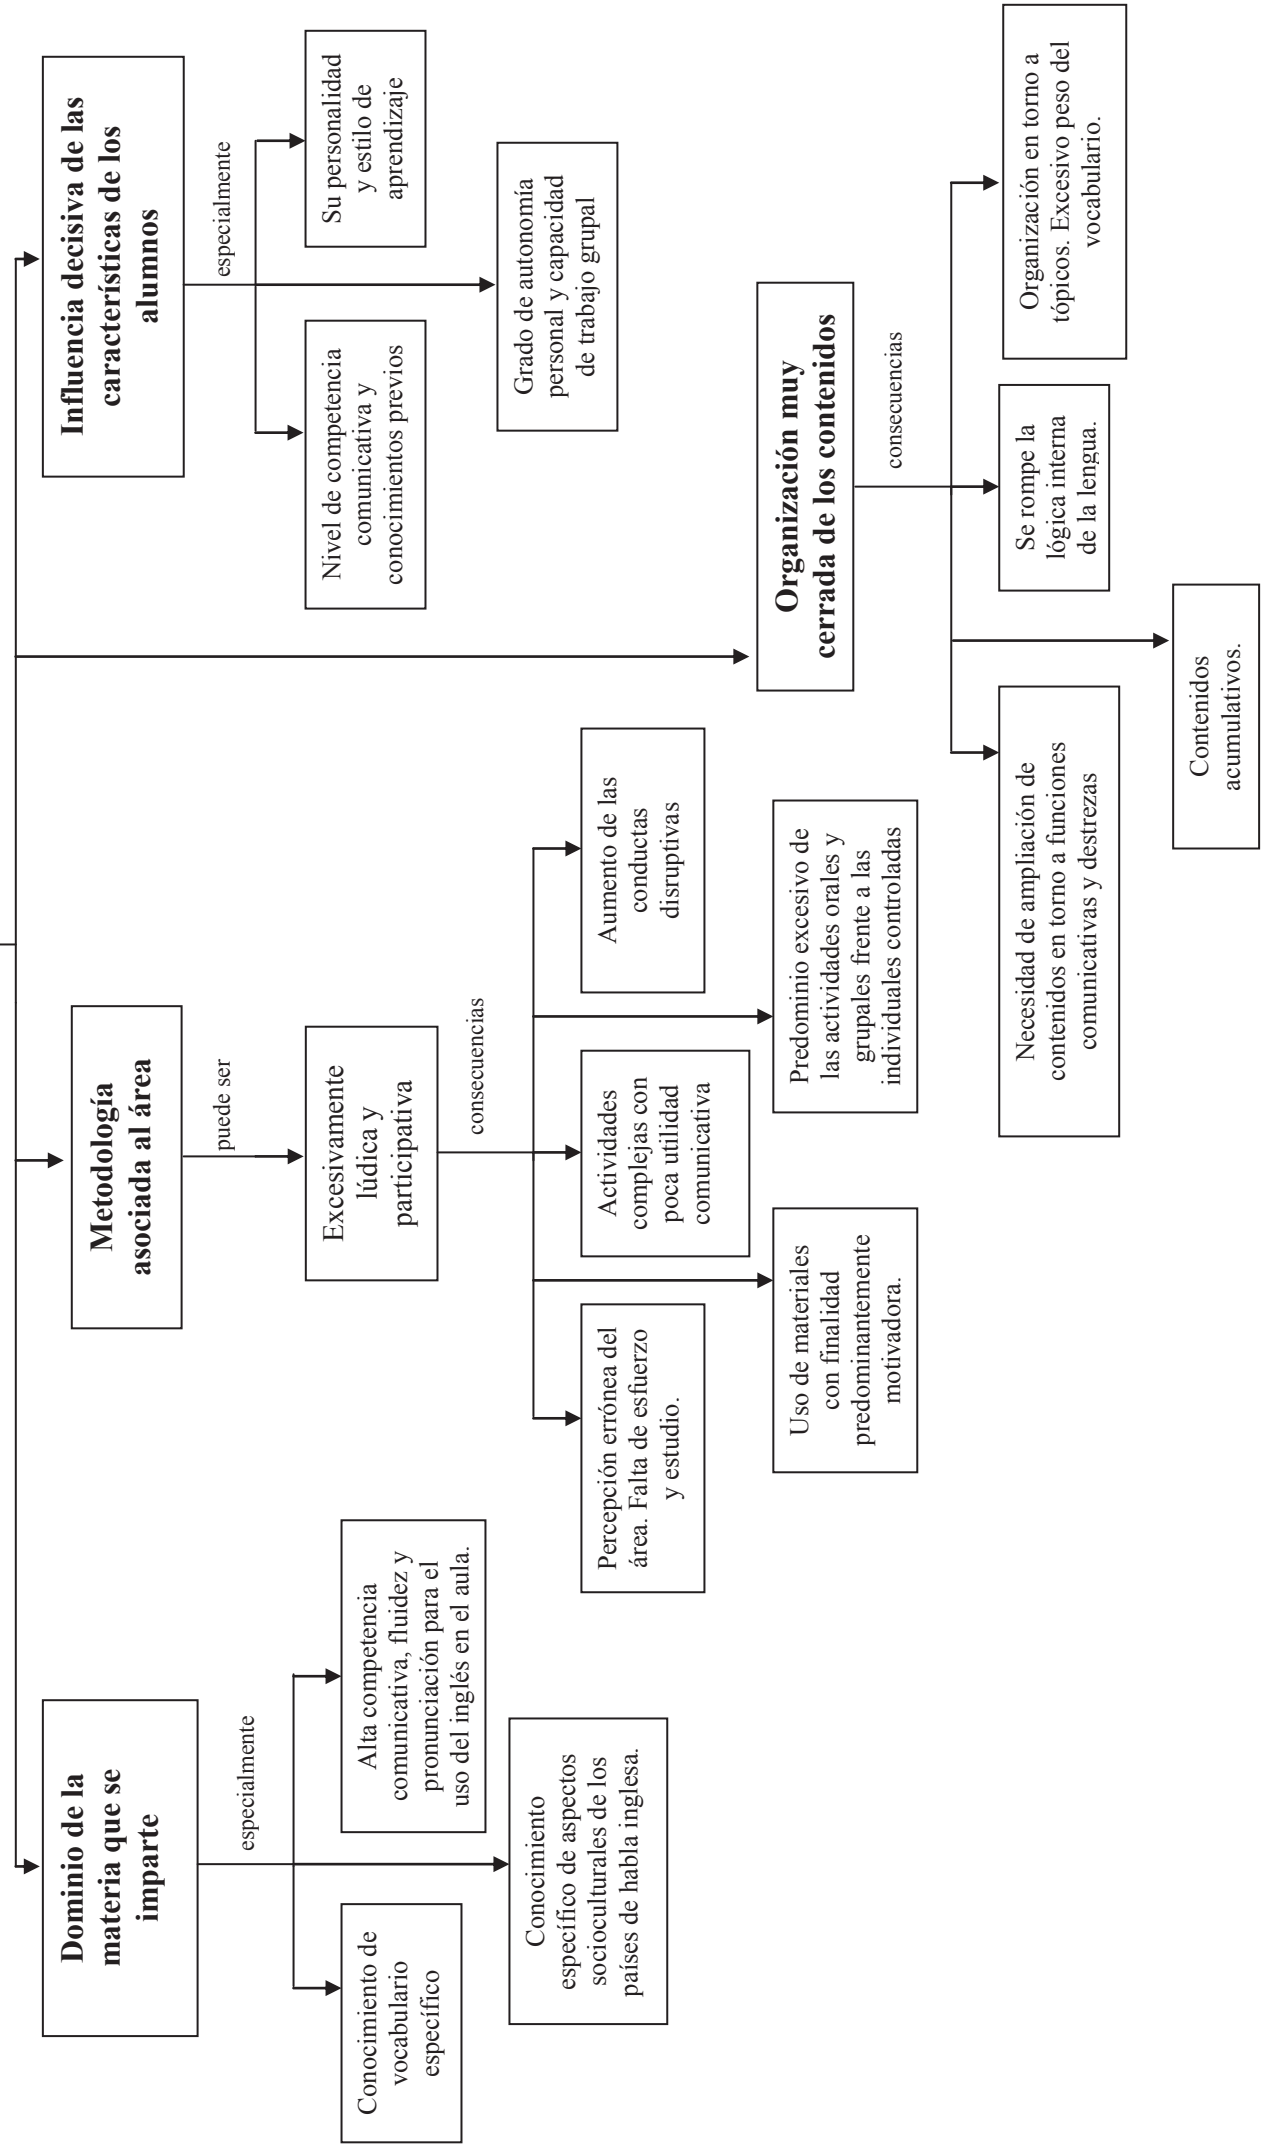 Dominio de la
materia que se
imparte
especialmente
Conocimiento de
vocabulario
específico
Conocimiento
específico de aspectos
socioculturales de los
países de habla inglesa.
Alta competencia
comunicativa, fluidez y
pronunciación para el
uso del inglés en el aula.
Metodología
asociada al área
puede ser
Excesivamente
lúdica y
participativa
consecuencias
Percepción errónea del
área. Falta de esfuerzo
y estudio.
Uso de materiales
con finalidad
predominantemente
motivadora.
Actividades
complejas con
poca utilidad
comunicativa
Predominio excesivo de
las actividades orales y
grupales frente a las
individuales controladas
Aumento de las
conductas
disruptivas
Organización muy
cerrada de los contenidos
consecuencias
Necesidad de ampliación de
contenidos en torno a funciones
comunicativas y destrezas
Contenidos
acumulativos.
Se rompe la
lógica interna
de la lengua.
Organización en torno a
tópicos. Excesivo peso del
vocabulario.
Influencia decisiva de las
características de los
alumnos
especialmente
Nivel de competencia
comunicativa y
conocimientos previos
Grado de autonomía
personal y capacidad
de trabajo grupal
Su personalidad
y estilo de
aprendizaje